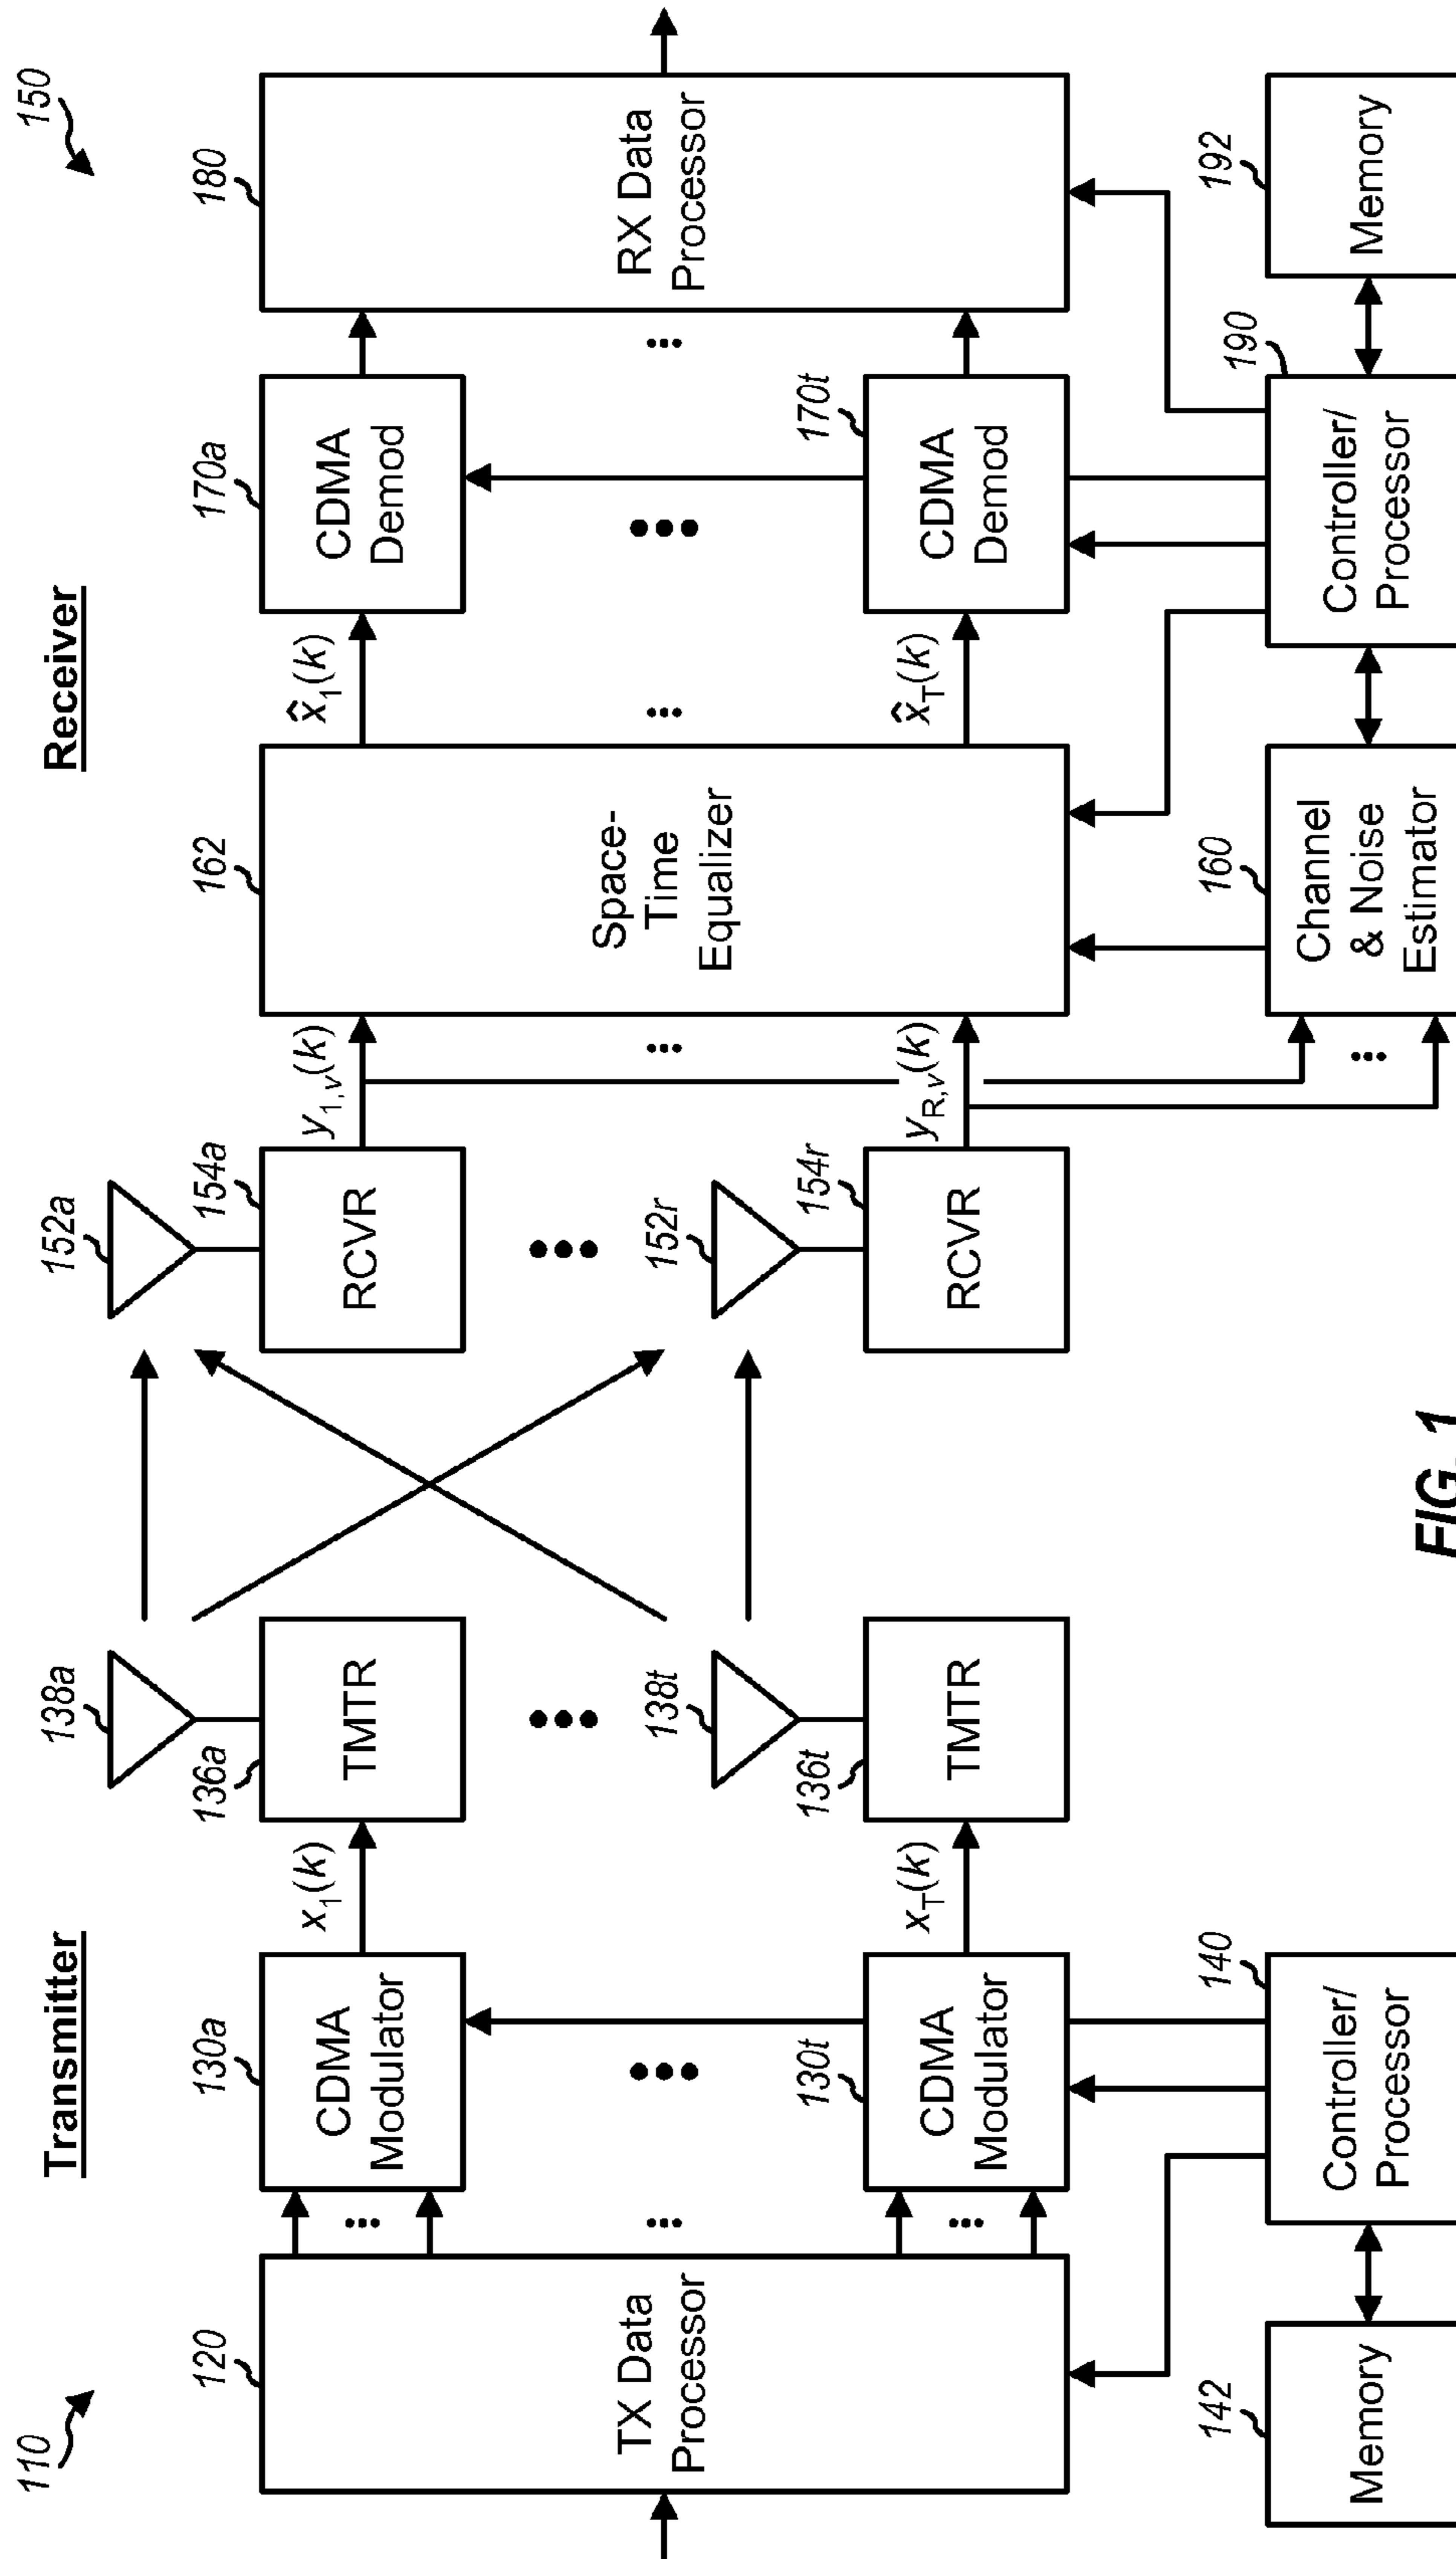 Transmitter
Receiver
110
150
138a
138t
152a
152r
120
TX Data
Processor
130a
CDMA
Modulator
x1(k)
136a
TMTR
154a
RCVR
y1,v(k)
162
Space-
Time
Equalizer
x̂1(k)
170a
CDMA
Demod
180
RX Data
Processor
130t
CDMA
Modulator
xT(k)
136t
TMTR
154r
RCVR
yR,v(k)
x̂T(k)
170t
CDMA
Demod
142
Memory
140
Controller/
Processor
160
Channel
& Noise
Estimator
190
Controller/
Processor
192
Memory
FIG. 1